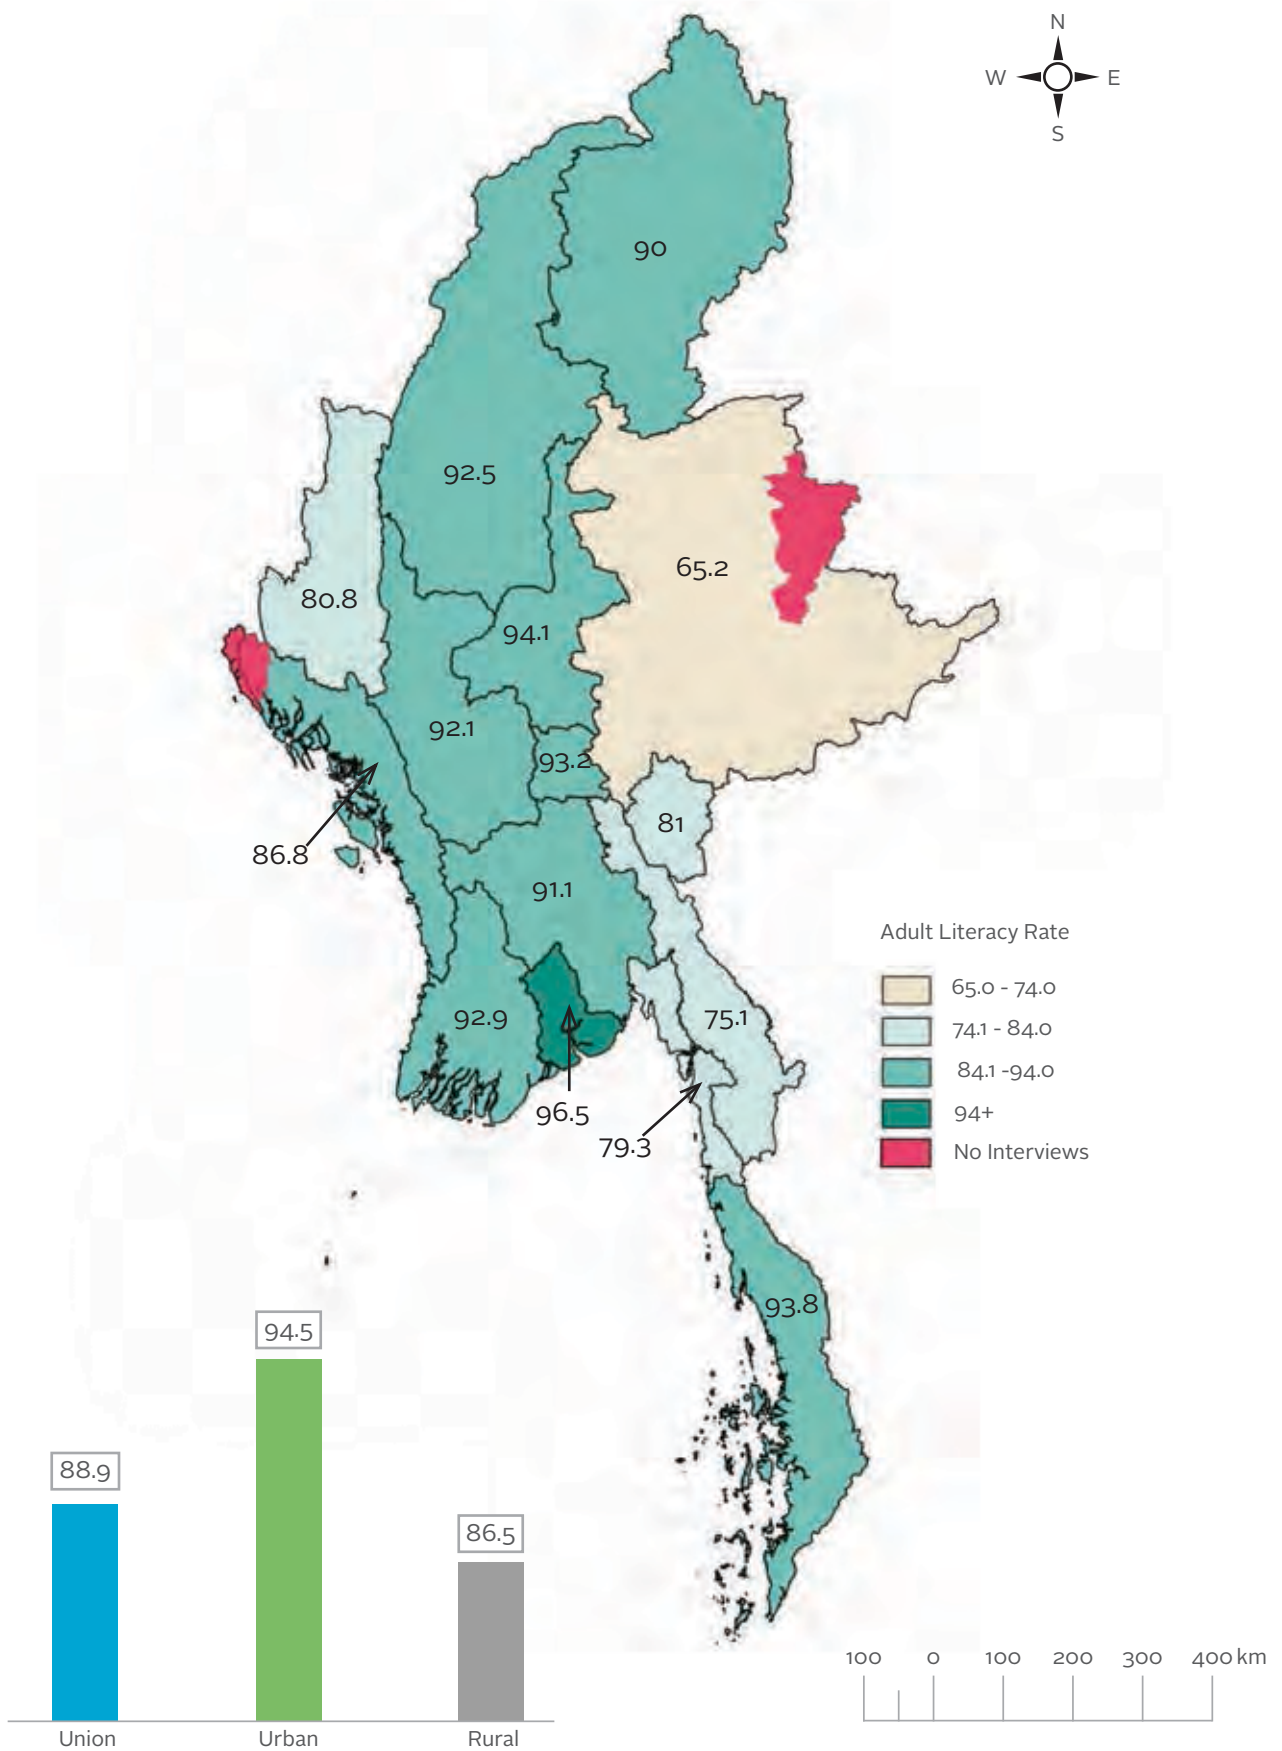 N
W E
S
90
92.5
65.2
80.8
94.1
92.1
93.2
86.8
81
91.1
92.9
75.1
96.5
79.3
93.8
Adult Literacy Rate
65.0 - 74.0
74.1 - 84.0
84.1 -94.0
94+
No Interviews
94.5
88.9
86.5
Union Urban Rural
100 0 100 200 300 400 km